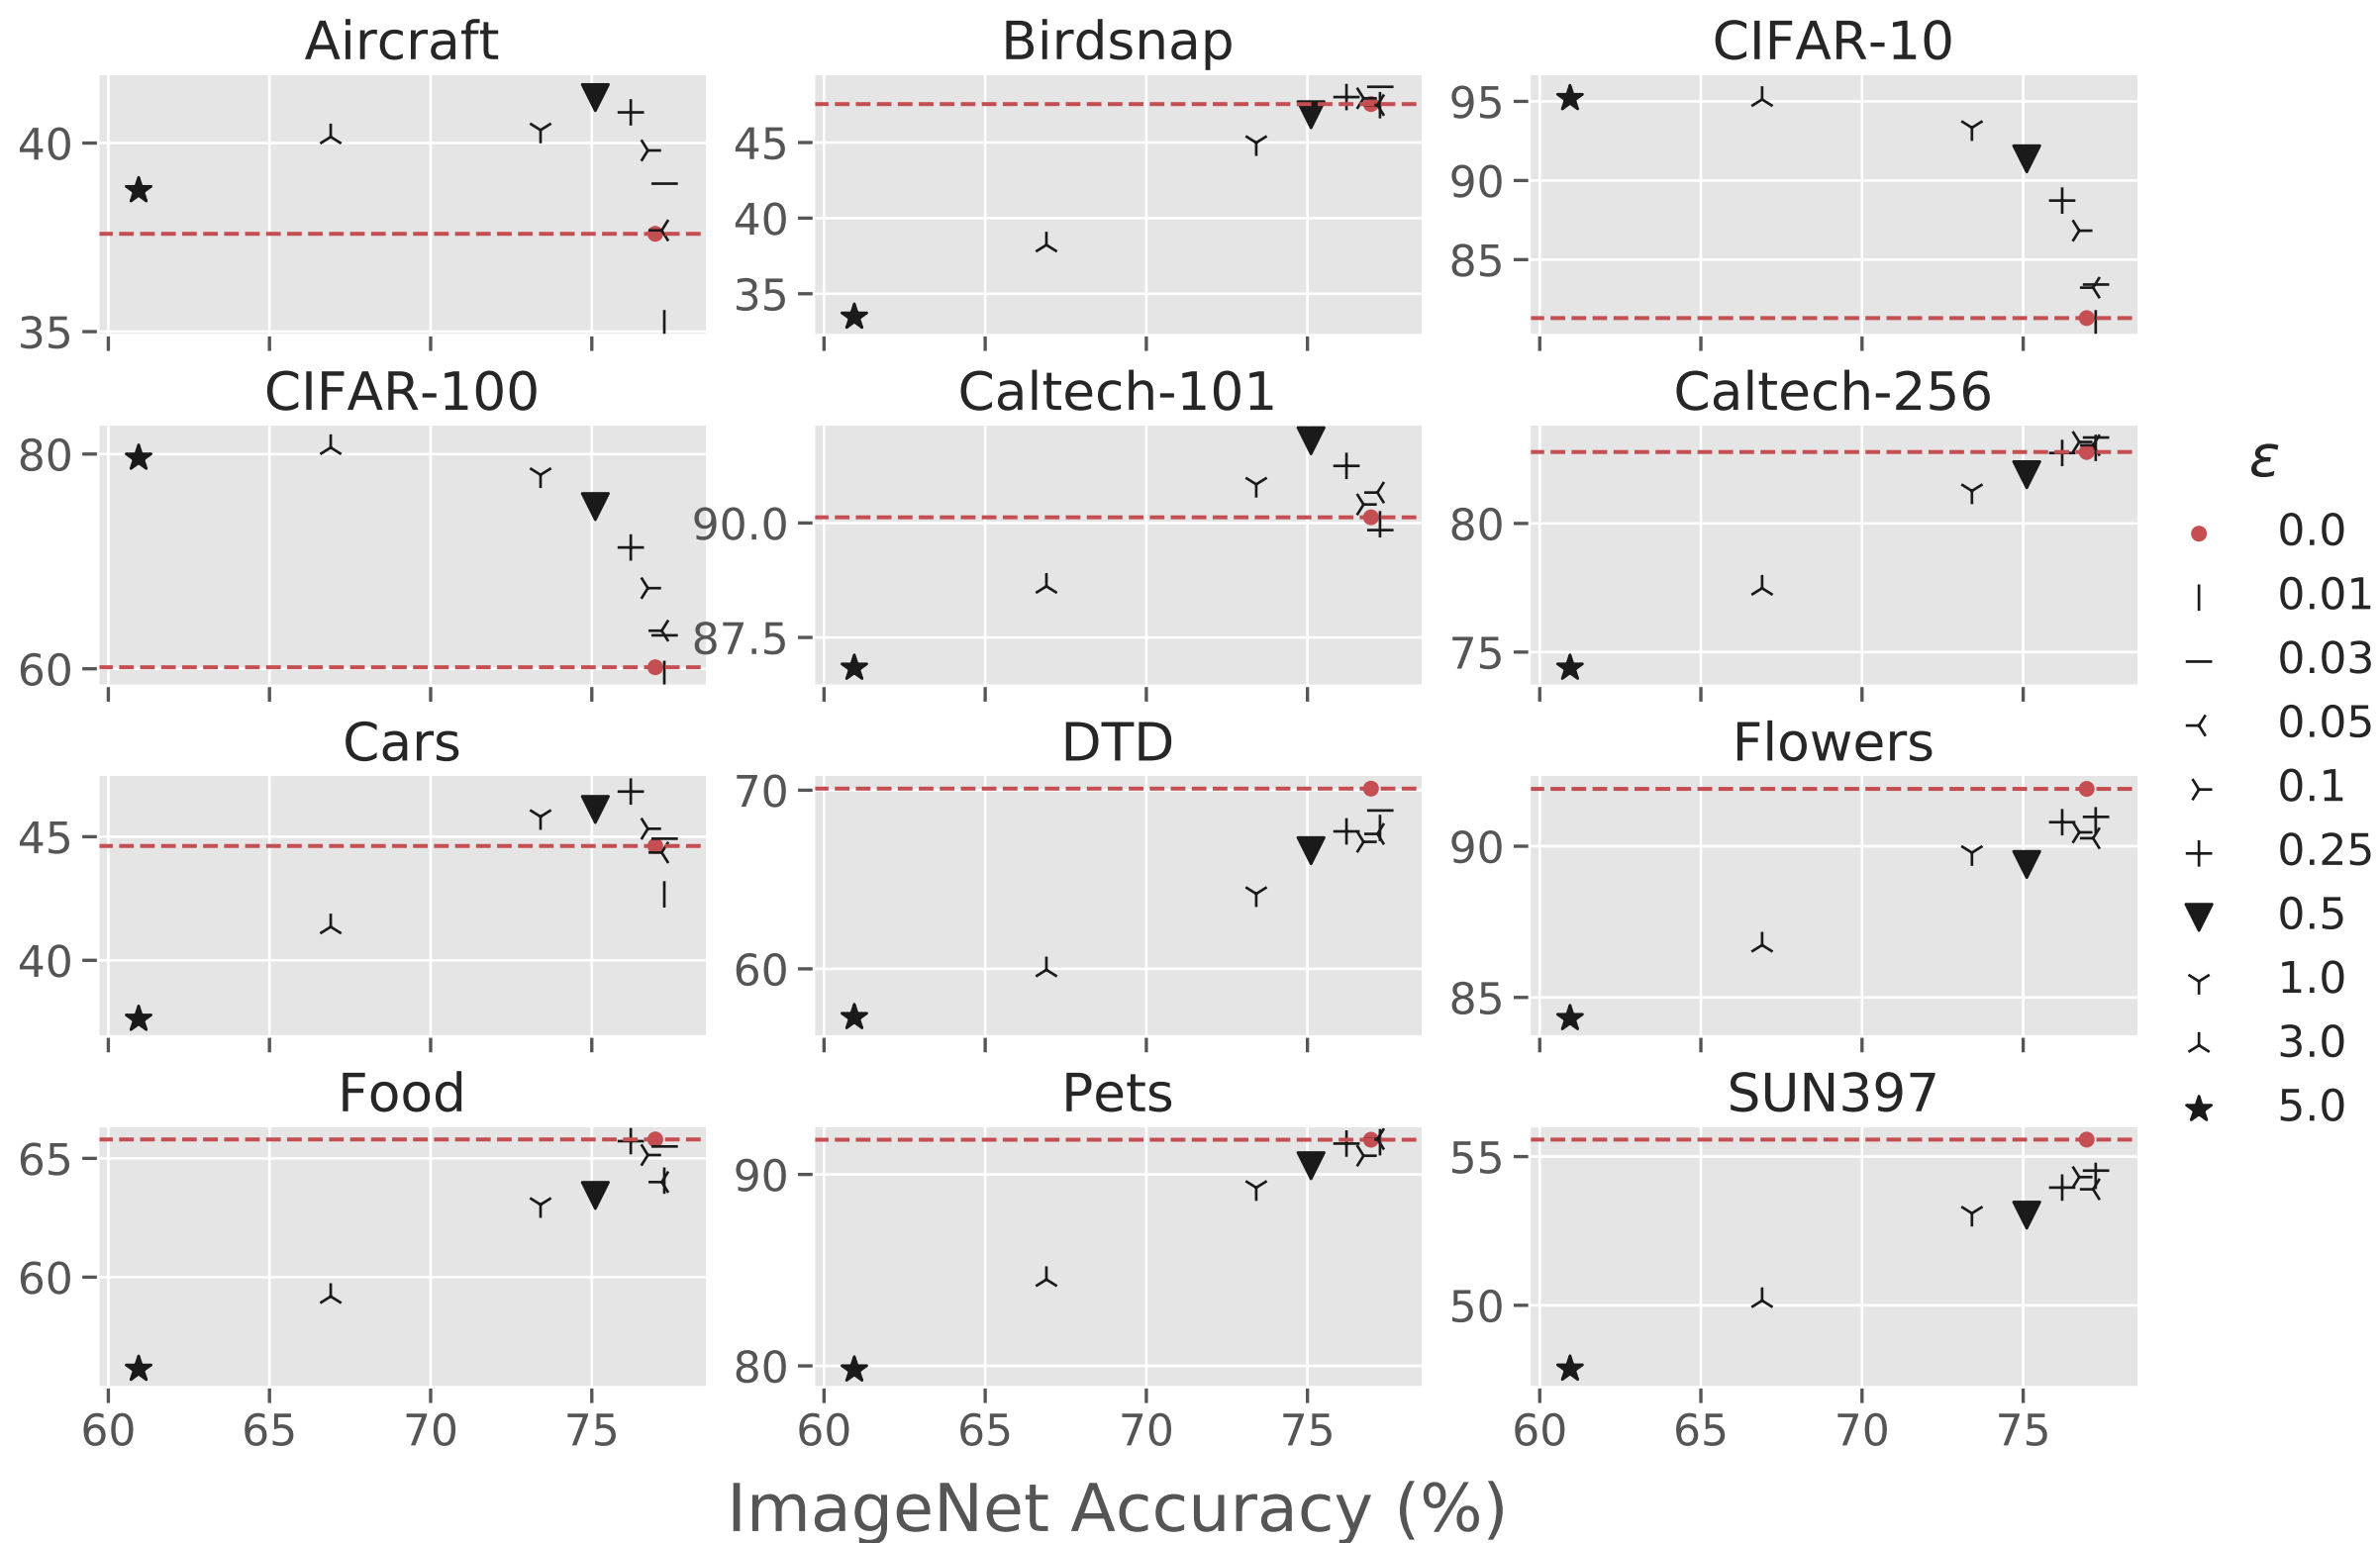 Aircraft
40
35
Birdsnap
45
40
35
CIFAR-10
95
90
85
CIFAR-100
80
60
Caltech-101
90.0
87.5
Caltech-256
80
75
Cars
45
40
DTD
70
60
Flowers
90
85
Food
65
60
60 65 70 75
Pets
90
80
60 65 70 75
SUN397
55
50
60 65 70 75
ImageNet Accuracy (%)
ε
0.0
0.01
0.03
0.05
0.1
0.25
0.5
1.0
3.0
5.0